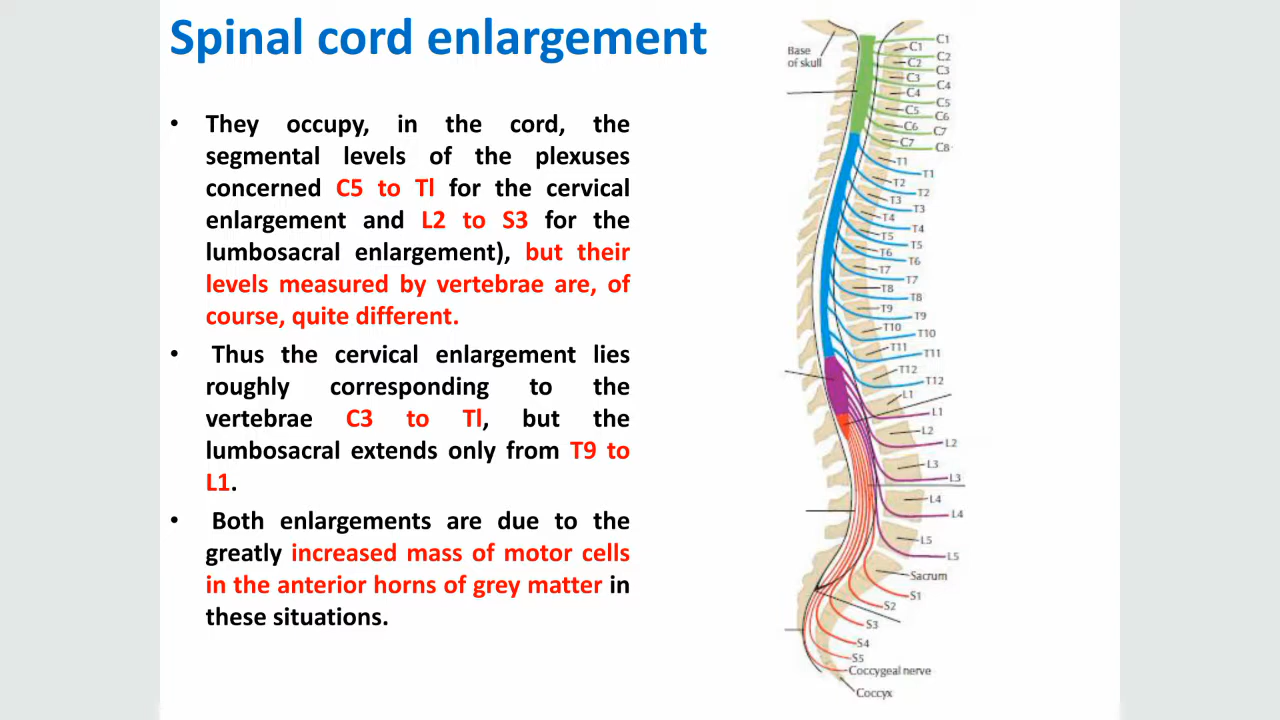 Spinal cord enlargement
• They occupy, in the cord, the
segmental levels of the plexuses
concerned C5 to Tl for the cervical
enlargement and L2 to S3 for the
lumbosacral enlargement), but their
levels measured by vertebrae are, of
course, quite different.
• Thus the cervical enlargement lies
roughly corresponding to the
vertebrae C3 to Tl, but the
lumbosacral extends only from T9 to
L1.
• Both enlargements are due to the
greatly increased mass of motor cells
in the anterior horns of grey matter in
these situations.
Base
of skull
C1
C1
C2
C2
C3
C3
C4
C4
C5
C5
C6
C6
C7
C7
C8
T1
T1
T2
T2
T3
T3
T4
T4
T5
T5
T6
T6
T7
T7
T8
T8
T9
T9
T10
T10
T11
T11
T12
T12
L1
L1
L2
L2
L3
L3
L4
L4
L5
L5
Sacrum
S1
S2
S3
S4
S5
Coccygeal nerve
Coccyx